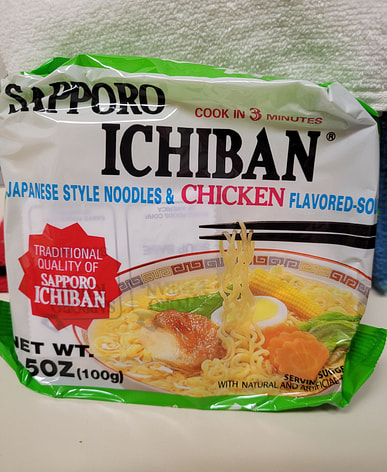 SAPPORO
COOK IN 3 MINUTES
ICHIBAN®
JAPANESE STYLE NOODLES & CHICKEN FLAVORED-SO
TRADITIONAL
QUALITY OF
SAPPORO
ICHIBAN
NET WT.
5OZ (100g)
SERVING
WITH NATURAL AND ARTIFICIAL